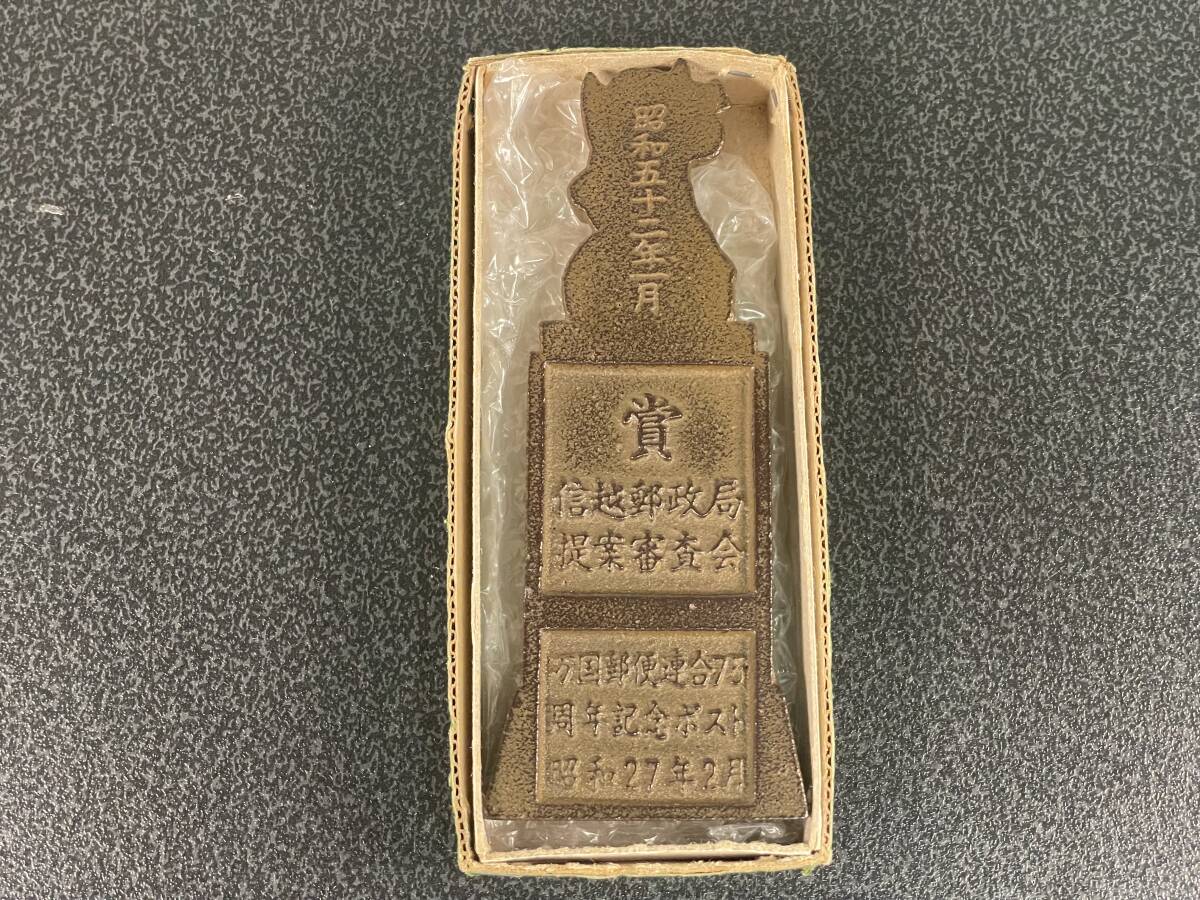 昭和五十二年一月
賞
信越郵政局
提案審査会
万国郵便連合75
周年記念ポスト
昭和27年2月